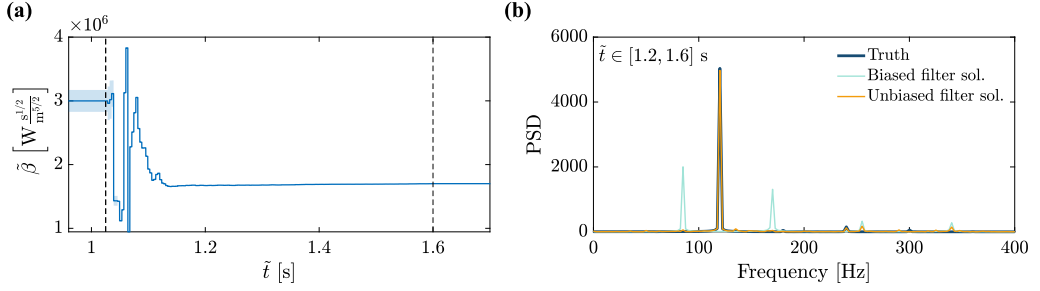 (a)
×10⁶
4
3
2
1
β̃ [W s^{1/2}/m^{5/2}]
1 1.2 1.4 1.6
t̃ [s]
(b)
6000
4000
2000
0
PSD
t̃ ∈ [1.2, 1.6] s
Truth
Biased filter sol.
Unbiased filter sol.
0 100 200 300 400
Frequency [Hz]